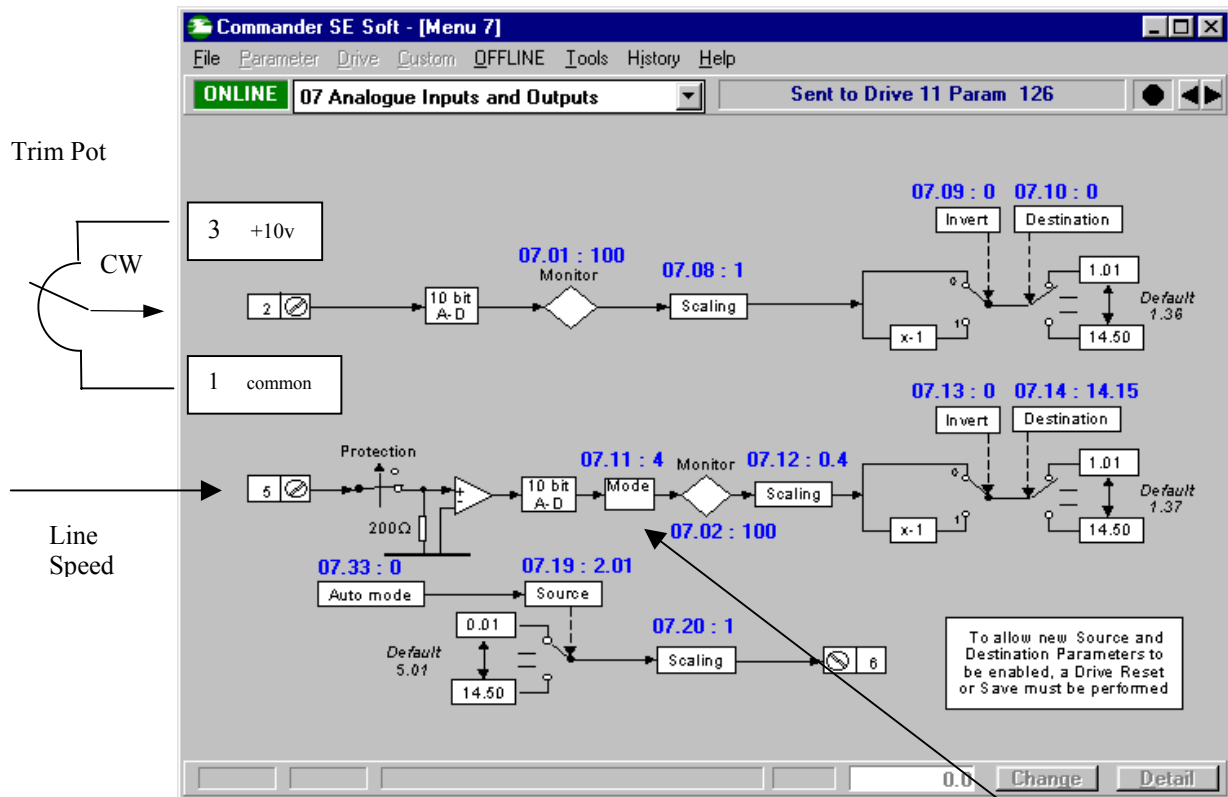 Commander SE Soft - [Menu 7]
File Parameter Drive Custom OFFLINE Tools History Help
ONLINE 07 Analogue Inputs and Outputs Sent to Drive 11 Param 126
Trim Pot
3 +10v
CW
1 common
2
10 bit
A-D
07.01 : 100
Monitor
07.08 : 1
Scaling
07.09 : 0 07.10 : 0
Invert Destination
0
x-1
1
1.01
14.50
Default
1.36
Line
Speed
5
Protection
200Ω
+
-
10 bit
A-D
07.11 : 4
Mode
Monitor
07.02 : 100
07.12 : 0.4
Scaling
07.13 : 0 07.14 : 14.15
Invert Destination
0
x-1
1
1.01
14.50
Default
1.37
07.33 : 0
Auto mode
07.19 : 2.01
Source
0.01
Default
5.01
14.50
07.20 : 1
Scaling
6
To allow new Source and
Destination Parameters to
be enabled, a Drive Reset
or Save must be performed
0.0 Change Detail